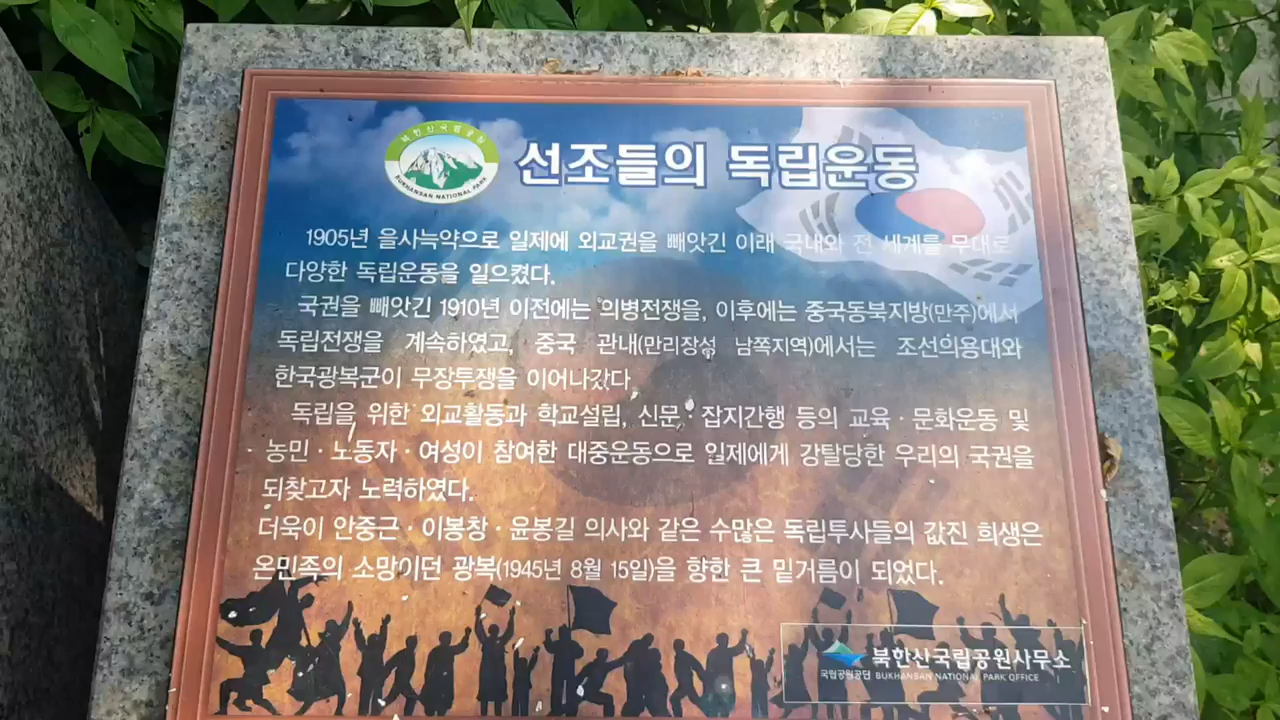 북한산국립공원
BUKHANSAN NATIONAL PARK
선조들의 독립운동
1905년 을사늑약으로 일제에 외교권을 빼앗긴 이래 국내와 전 세계를 무대로
다양한 독립운동을 일으켰다.
국권을 빼앗긴 1910년 이전에는 의병전쟁을, 이후에는 중국동북지방(만주)에서
독립전쟁을 계속하였고, 중국 관내(만리장성 남쪽지역)에서는 조선의용대와
한국광복군이 무장투쟁을 이어나갔다.
독립을 위한 외교활동과 학교설립, 신문·잡지간행 등의 교육·문화운동 및
농민·노동자·여성이 참여한 대중운동으로 일제에게 강탈당한 우리의 국권을
되찾고자 노력하였다.
더욱이 안중근·이봉창·윤봉길 의사와 같은 수많은 독립투사들의 값진 희생은
온민족의 소망이던 광복(1945년 8월 15일)을 향한 큰 밑거름이 되었다.
국립공원공단
북한산국립공원사무소
BUKHANSAN NATIONAL PARK OFFICE